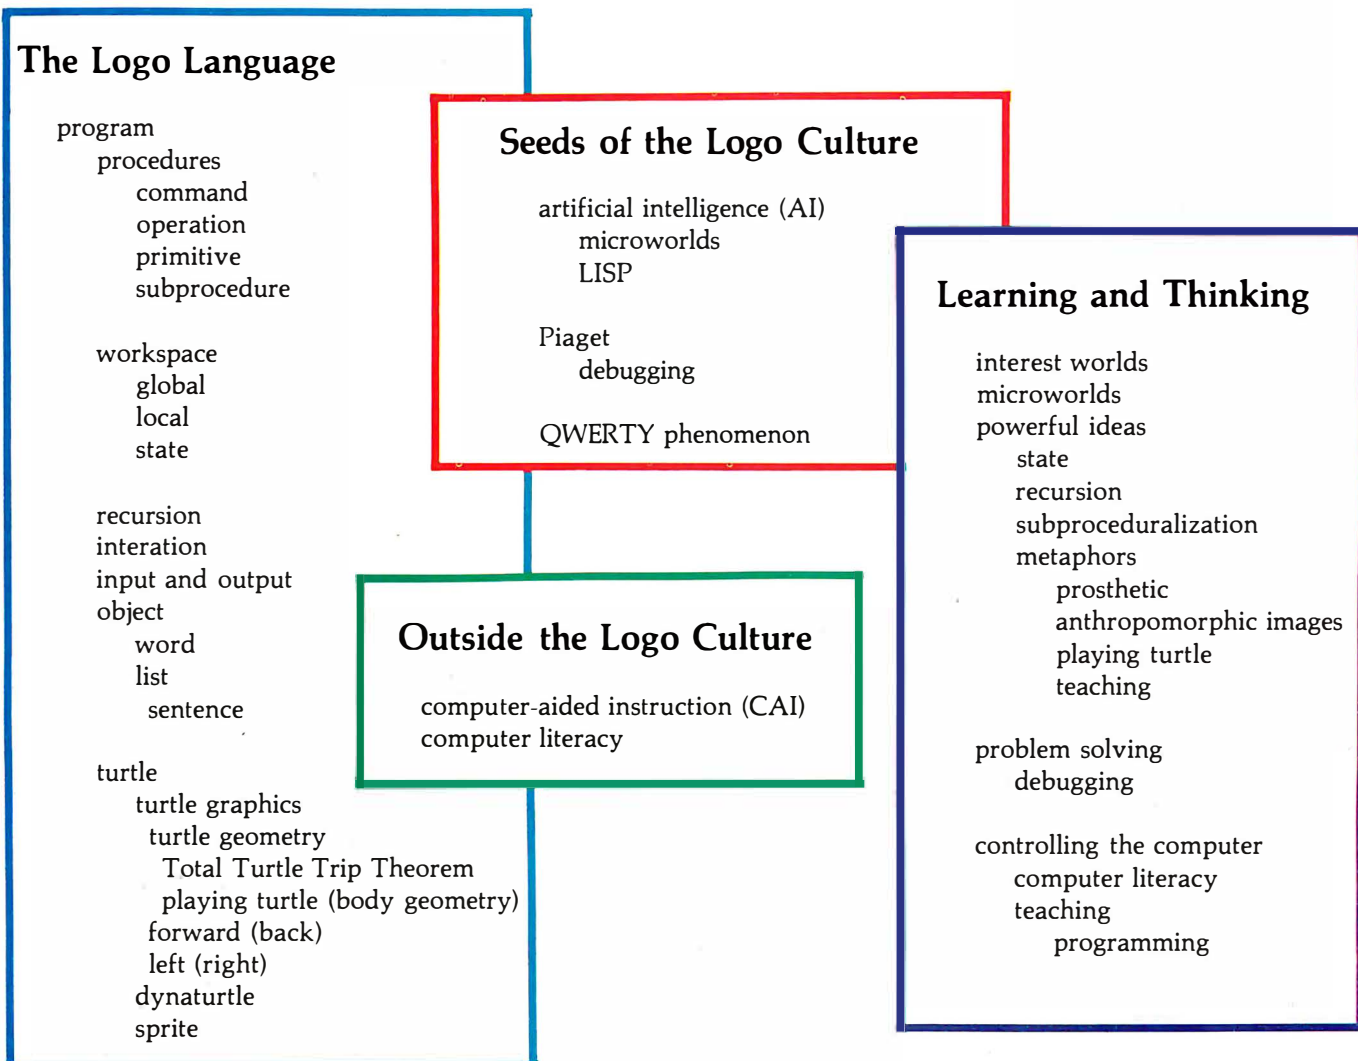 The Logo Language
program
procedures
command
operation
primitive
subprocedure
workspace
global
local
state
recursion
interation
input and output
object
word
list
sentence
turtle
turtle graphics
turtle geometry
Total Turtle Trip Theorem
playing turtle (body geometry)
forward (back)
left (right)
dynaturtle
sprite
Seeds of the Logo Culture
artificial intelligence (AI)
microworlds
LISP
Piaget
debugging
QWERTY phenomenon
Outside the Logo Culture
computer-aided instruction (CAI)
computer literacy
Learning and Thinking
interest worlds
microworlds
powerful ideas
state
recursion
subproceduralization
metaphors
prosthetic
anthropomorphic images
playing turtle
teaching
problem solving
debugging
controlling the computer
computer literacy
teaching
programming